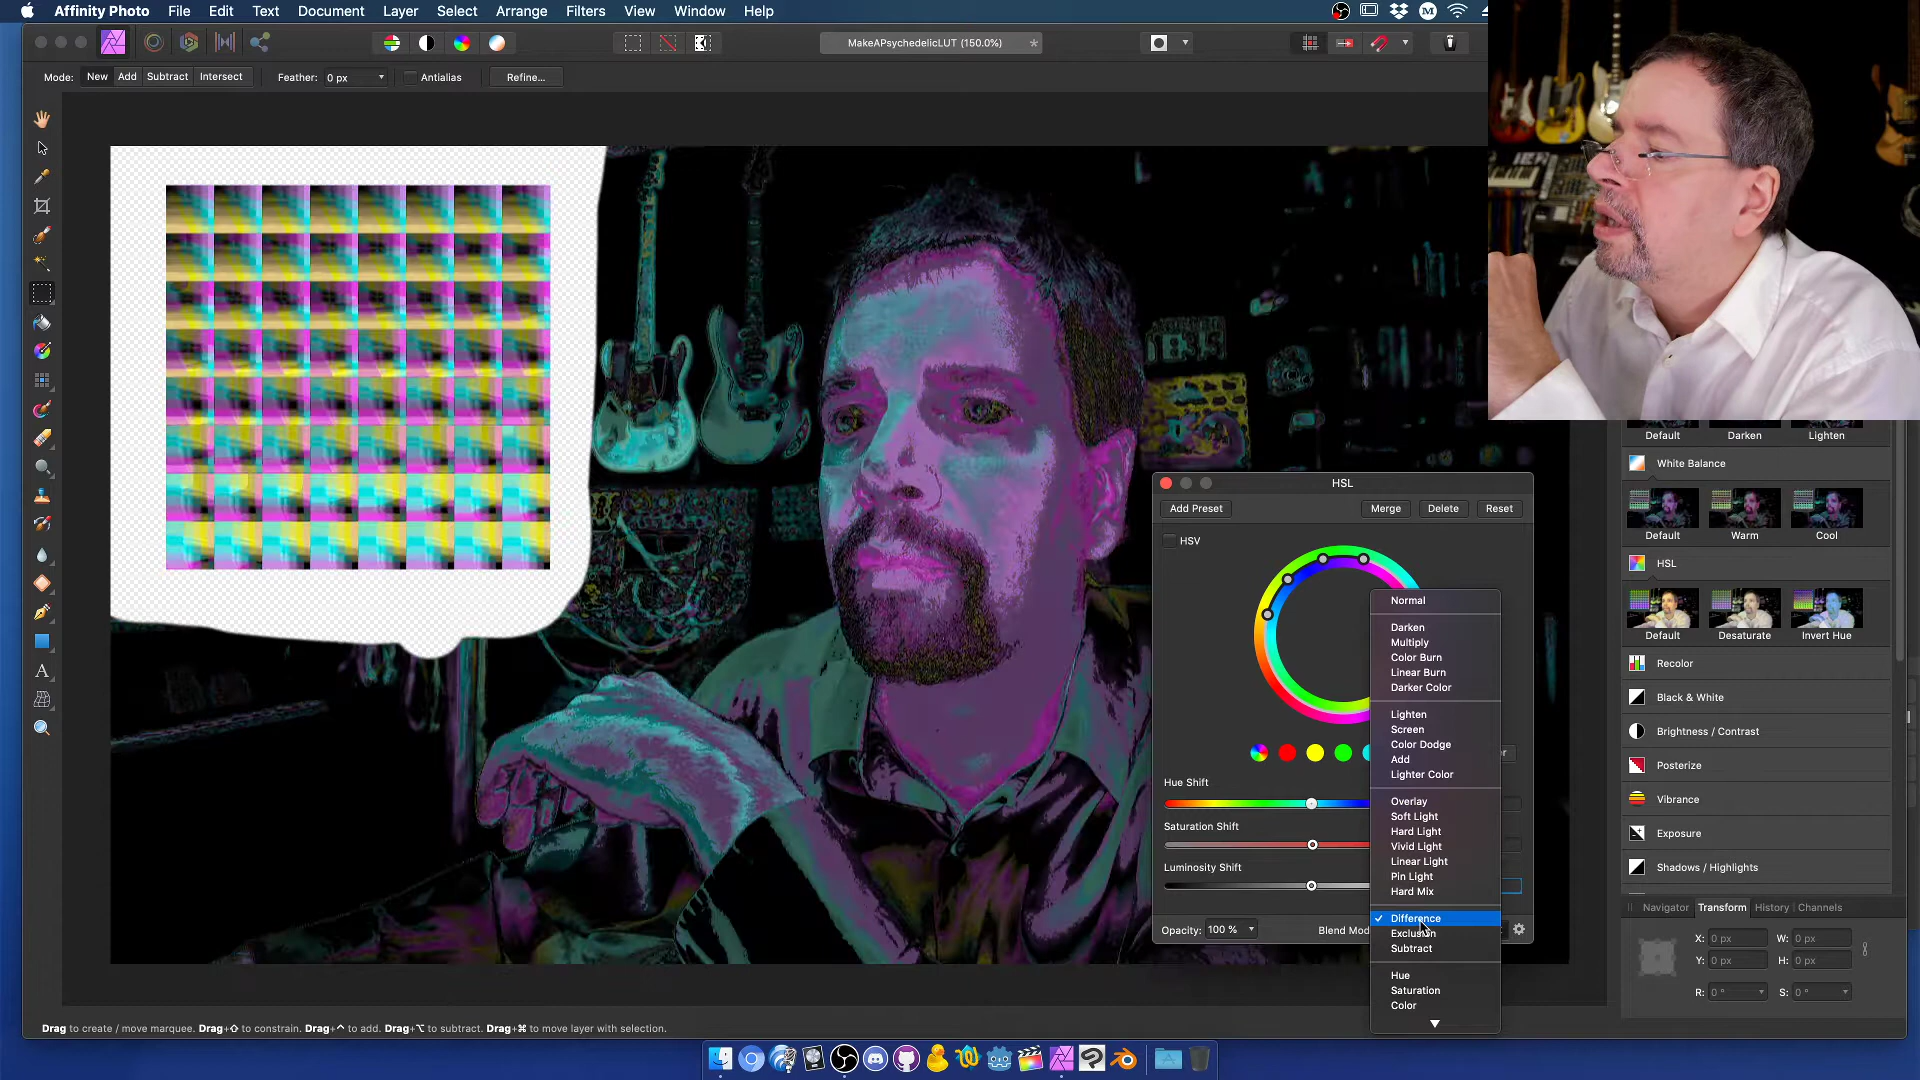 Affinity Photo File Edit Text Document Layer Select Arrange Filters View Window Help
MakeAPsychedelicLUT (150.0%)
Mode: New Add Subtract Intersect Feather: 0 px Antialias Refine...
Default Darken Lighten
White Balance
Default Warm Cool
HSL
Default Desaturate Invert Hue
Recolor
Black & White
Brightness / Contrast
Posterize
Vibrance
Exposure
Shadows / Highlights
Navigator Transform History Channels
X: 0 px W: 0 px
Y: 0 px H: 0 px
R: 0 ° S: 0 °
HSL
Add Preset Merge Delete Reset
HSV
Hue Shift
Saturation Shift
Luminosity Shift
Opacity: 100 % Blend Mod
Normal
Darken
Multiply
Color Burn
Linear Burn
Darker Color
Lighten
Screen
Color Dodge
Add
Lighter Color
Overlay
Soft Light
Hard Light
Vivid Light
Linear Light
Pin Light
Hard Mix
Difference
Exclusion
Subtract
Hue
Saturation
Color
Drag to create / move marquee. Drag+⇧ to constrain. Drag+^ to add. Drag+⌥ to subtract. Drag+⌘ to move layer with selection.